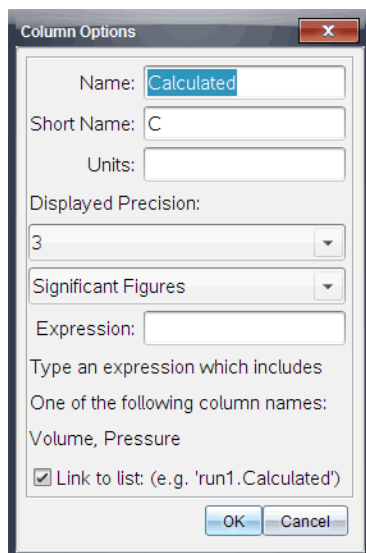 Column Options
Name: Calculated
Short Name: C
Units:
Displayed Precision:
3
Significant Figures
Expression:
Type an expression which includes
One of the following column names:
Volume, Pressure
Link to list: (e.g. 'run1.Calculated')
OK Cancel